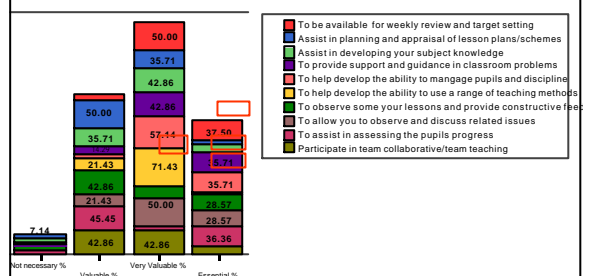 To be available for weekly review and target setting
Assist in planning and appraisal of lesson plans/schemes
Assist in developing your subject knowledge
To provide support and guidance in classroom problems
To help develop the ability to mangage pupils and discipline
To help develop the ability to use a range of teaching methods
To observe some your lessons and provide constructive feed
To allow you to observe and discuss related issues
To assist in assessing the pupils progress
Participate in team collaborative/team teaching
7.14
50.00
35.71
21.43
42.86
21.43
45.45
42.86
50.00
35.71
42.86
42.86
57.14
71.43
50.00
42.86
37.50
35.71
35.71
28.57
28.57
36.36
Not necessary %
Valuable %
Very Valuable %
Essential %